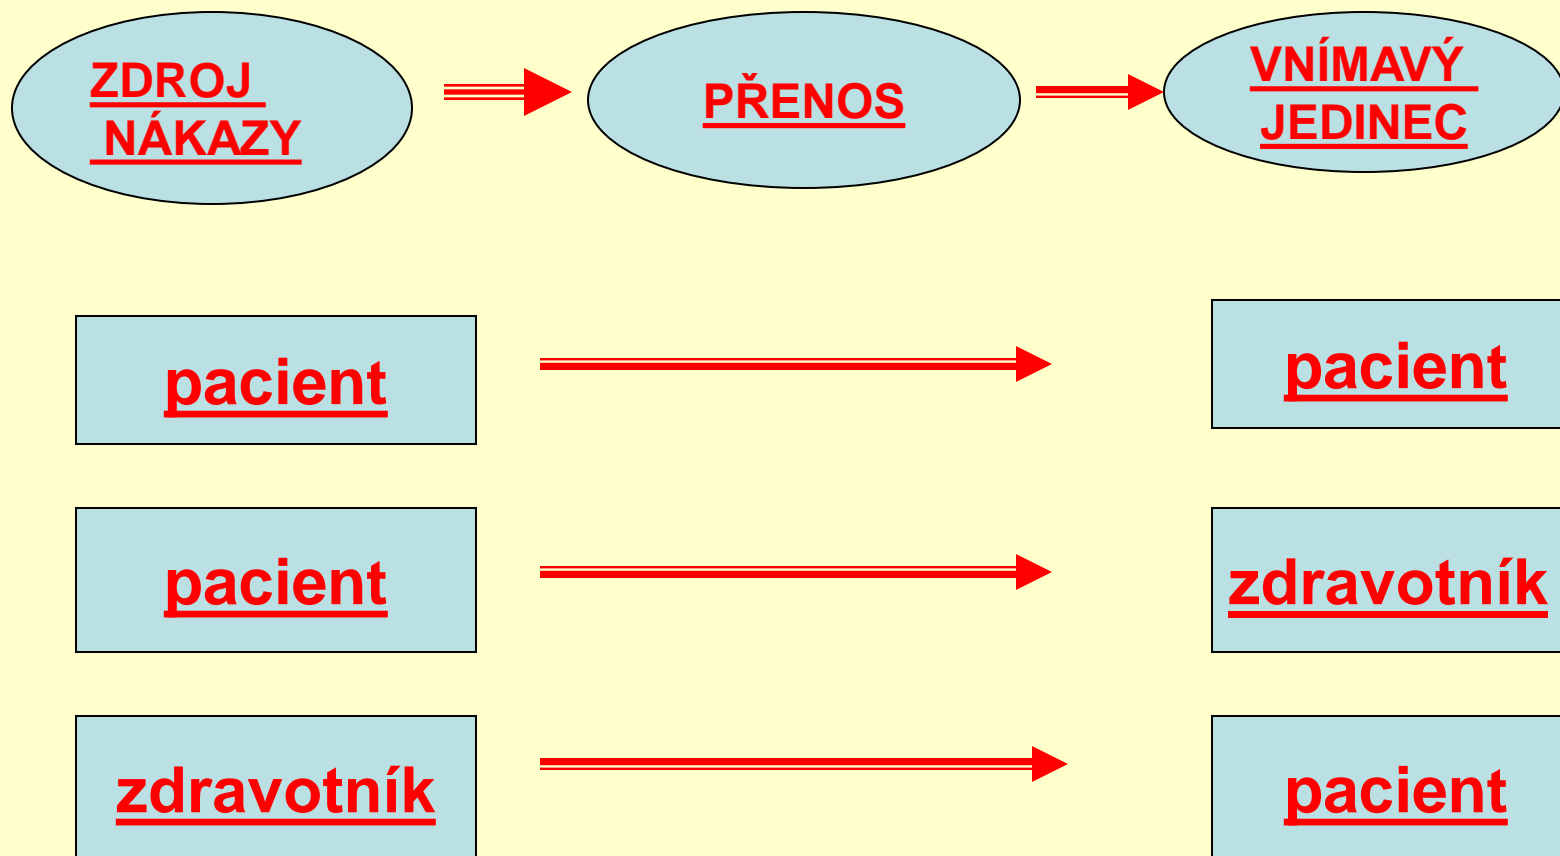 ZDROJ
NÁKAZY
PŘENOS
VNÍMAVÝ
JEDINEC
pacient
pacient
pacient
zdravotník
zdravotník
pacient